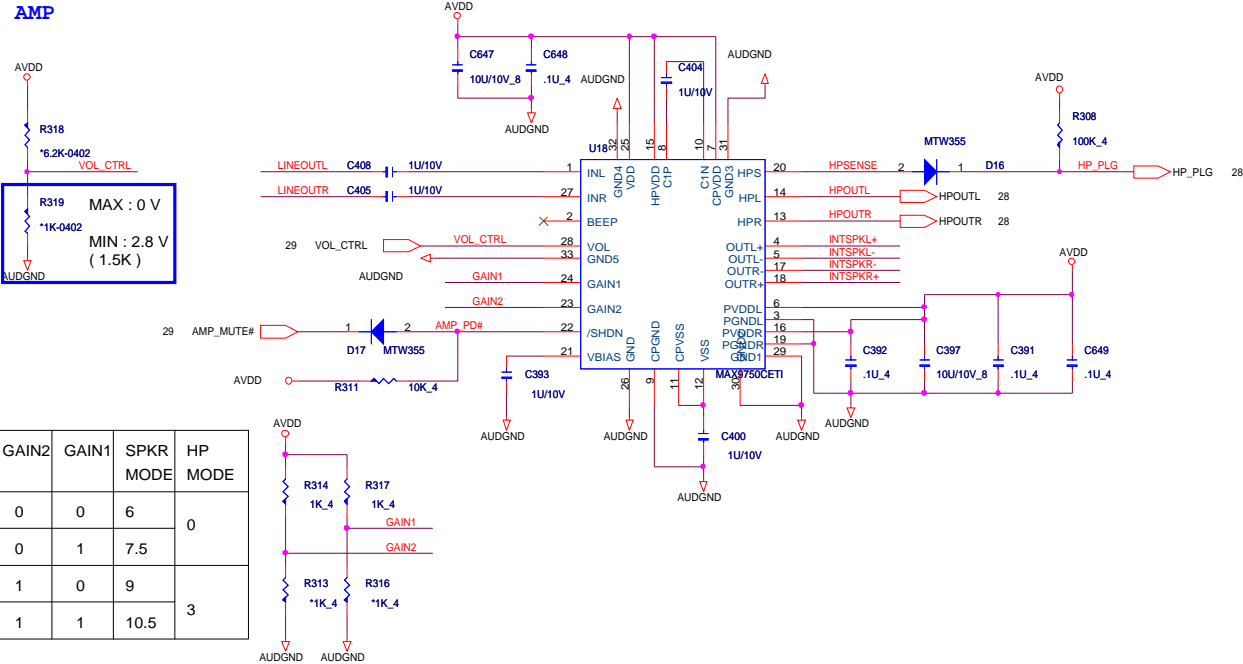 AMP
AVDD
R318
*6.2K-0402
VOL_CTRL
R319
*1K-0402
MAX : 0 V
MIN : 2.8 V
( 1.5K )
AUDGND
AVDD
C647
10U/10V_8
C648
.1U_4
AUDGND
AUDGND
C404
1U/10V
AUDGND
U18
32
25
15
8
10
7
31
GND4
VDD
HPVDD
C1P
C1N
CPVDD
GND3
LINEOUTL
C408
1U/10V
1
INL
LINEOUTR
C405
1U/10V
27
INR
2
BEEP
29
VOL_CTRL
VOL_CTRL
28
VOL
33
GND5
AUDGND
GAIN1
24
GAIN1
GAIN2
23
GAIN2
29
AMP_MUTE#
1
2
D17
MTW355
AMP_PD#
22
/SHDN
21
VBIAS
AVDD
R311
10K_4
C393
1U/10V
AUDGND
GND
CPGND
CPVSS
VSS
26
9
11
12
30
AUDGND
C400
1U/10V
AUDGND
AUDGND
MAX9750CETI
HPS
20
HPSENSE
2
MTW355
1
D16
AVDD
R308
100K_4
HP_PLG
HP_PLG
28
HPL
14
HPOUTL
HPOUTL
28
HPR
13
HPOUTR
HPOUTR
28
OUTL+
4
INTSPKL+
OUTL-
5
INTSPKL-
OUTR-
17
INTSPKR-
OUTR+
18
INTSPKR+
PVDDL
6
PGNDL
3
PVDDR
16
PGNDR
19
GND1
29
AVDD
C392
.1U_4
C397
10U/10V_8
C391
.1U_4
C649
.1U_4
AUDGND
GAIN2 GAIN1 SPKR MODE HP MODE
0 0 6 0
0 1 7.5
1 0 9 3
1 1 10.5
AVDD
R314
1K_4
R317
1K_4
GAIN1
GAIN2
R313
*1K_4
R316
*1K_4
AUDGND
AUDGND